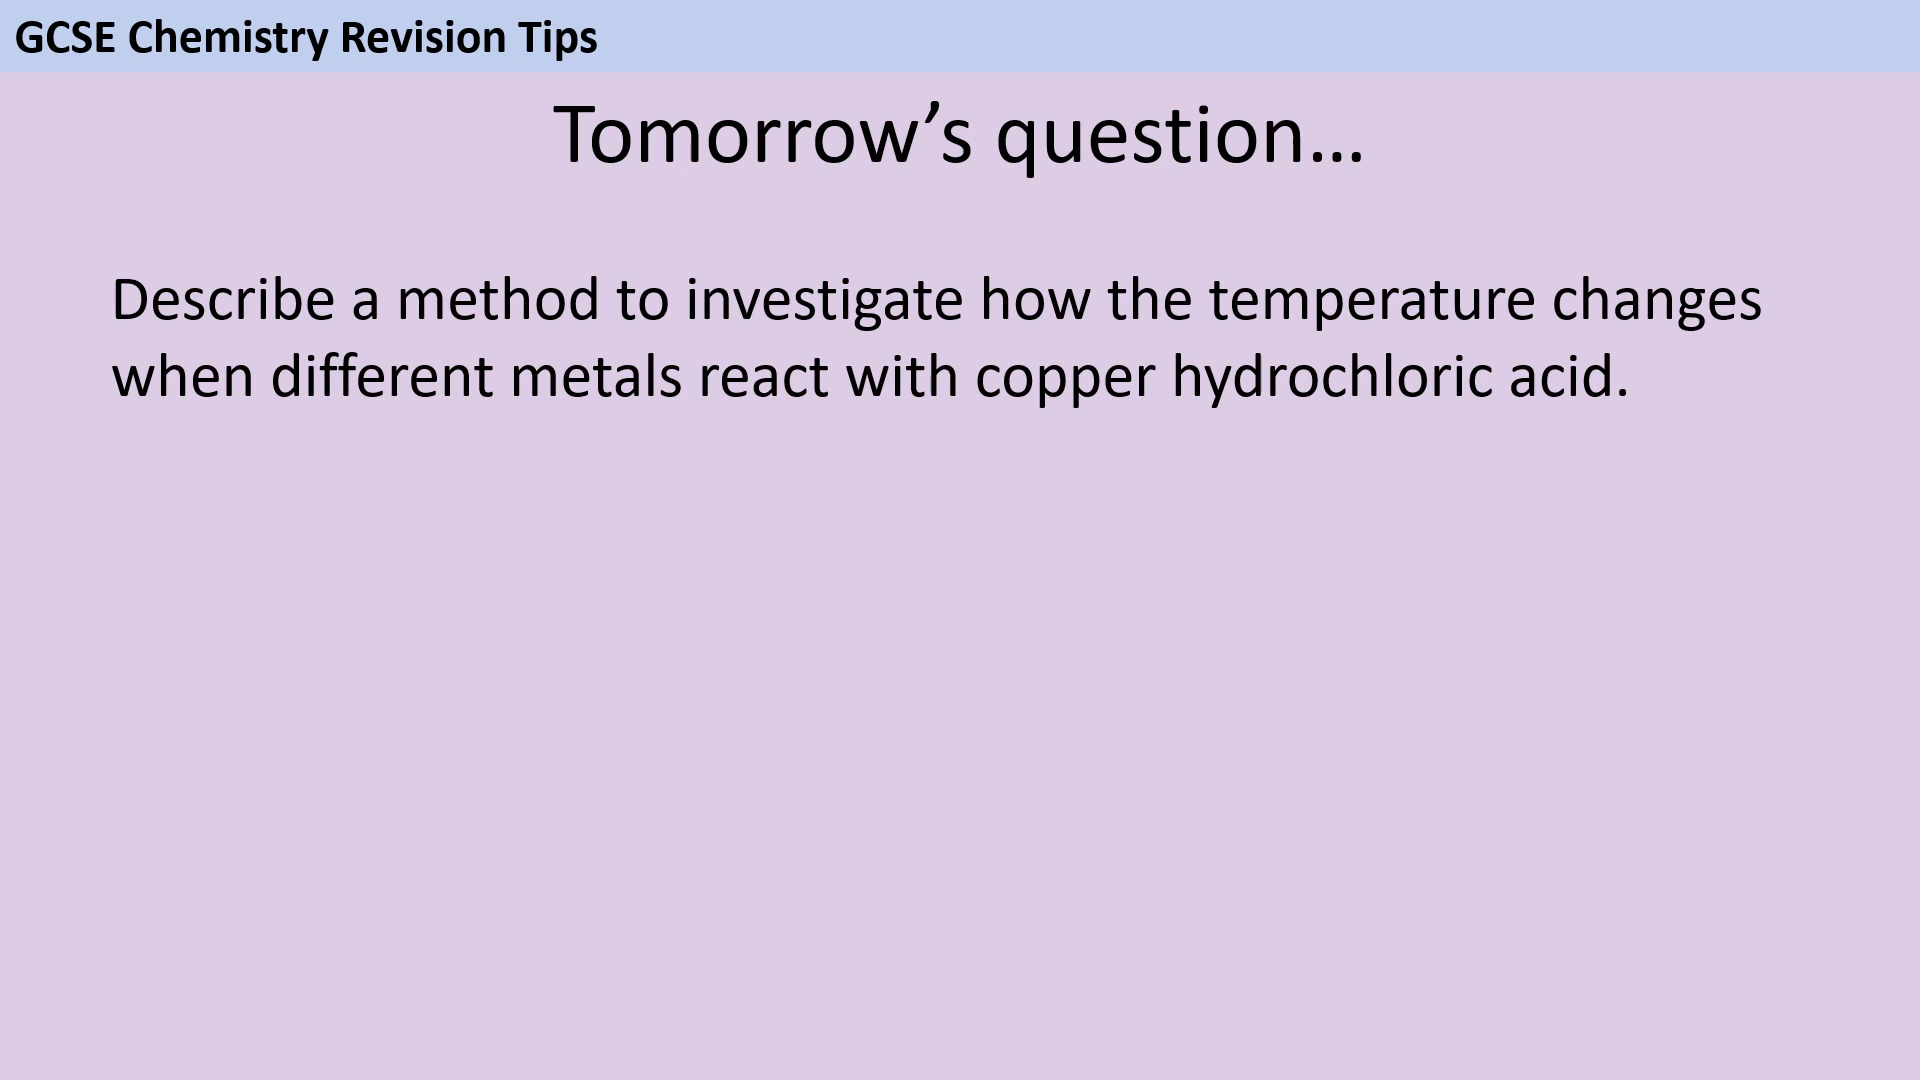 GCSE Chemistry Revision Tips
Tomorrow’s question…
Describe a method to investigate how the temperature changes
when different metals react with copper hydrochloric acid.